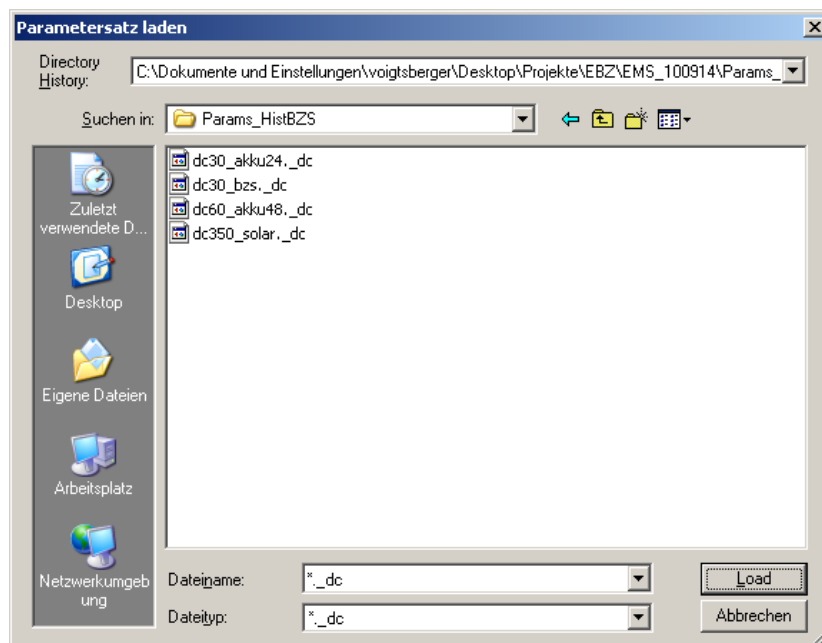 Parametersatz laden
Directory
History:
C:\Dokumente und Einstellungen\voigtsberger\Desktop\Projekte\EBZ\EMS_100914\Params_
Suchen in:
Params_HistBZS
Zuletzt
verwendete D...
Desktop
Eigene Dateien
Arbeitsplatz
Netzwerkumgeb
ung
dc30_akku24._dc
dc30_bzs._dc
dc60_akku48._dc
dc350_solar._dc
Dateiname:
*._dc
Load
Dateityp:
*._dc
Abbrechen